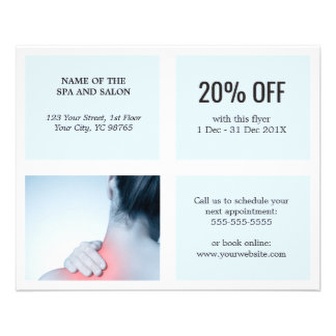 NAME OF THE
SPA AND SALON
123 Your Street, 1st Floor
Your City, YC 98765
20% OFF
with this flyer
1 Dec - 31 Dec 201X
Call us to schedule your
next appointment:
555-555-5555
or book online:
www.yourwebsite.com